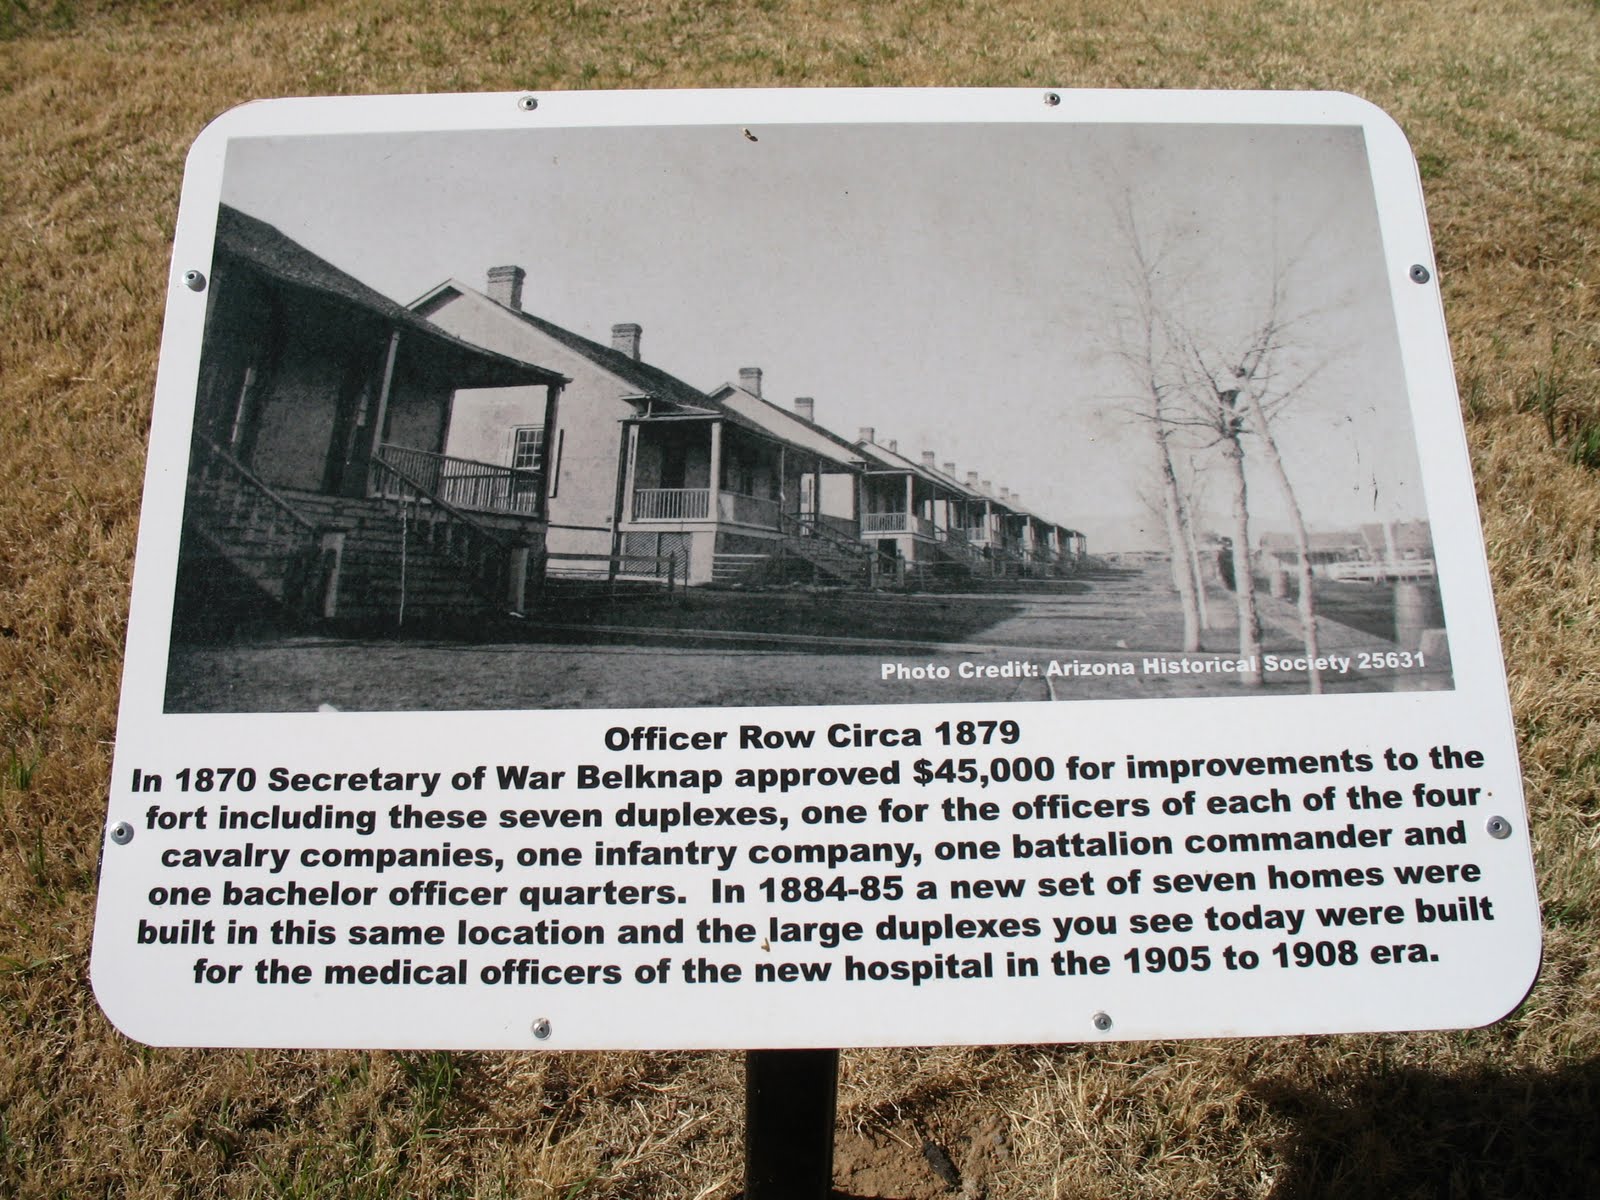 Photo Credit: Arizona Historical Society 25631
Officer Row Circa 1879
In 1870 Secretary of War Belknap approved $45,000 for improvements to the
fort including these seven duplexes, one for the officers of each of the four
cavalry companies, one infantry company, one battalion commander and
one bachelor officer quarters.  In 1884-85 a new set of seven homes were
built in this same location and the large duplexes you see today were built
for the medical officers of the new hospital in the 1905 to 1908 era.